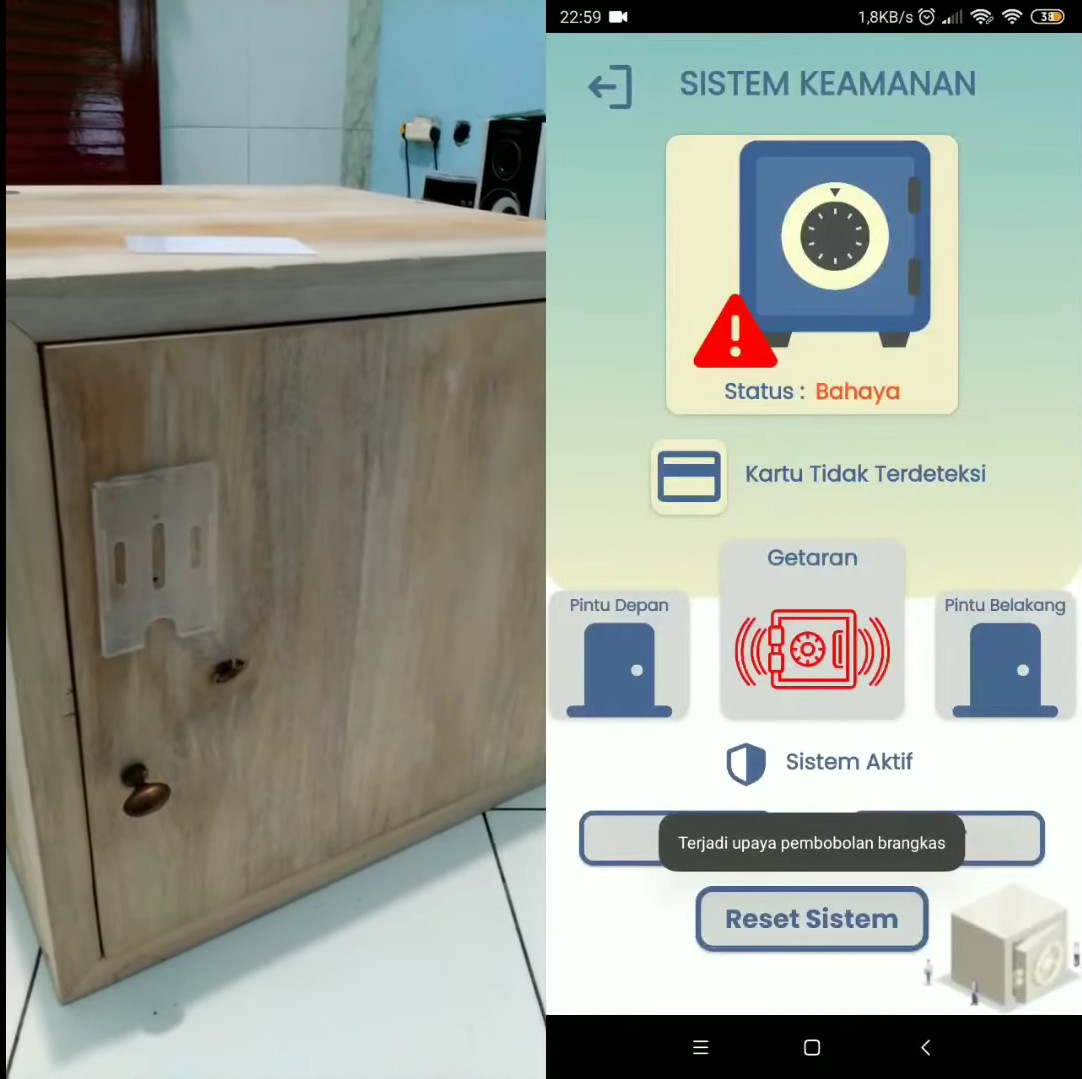 22:59
1,8KB/s
38
SISTEM KEAMANAN
Status : Bahaya
Kartu Tidak Terdeteksi
Getaran
Pintu Depan
Pintu Belakang
Sistem Aktif
Terjadi upaya pembobolan brangkas
Reset Sistem